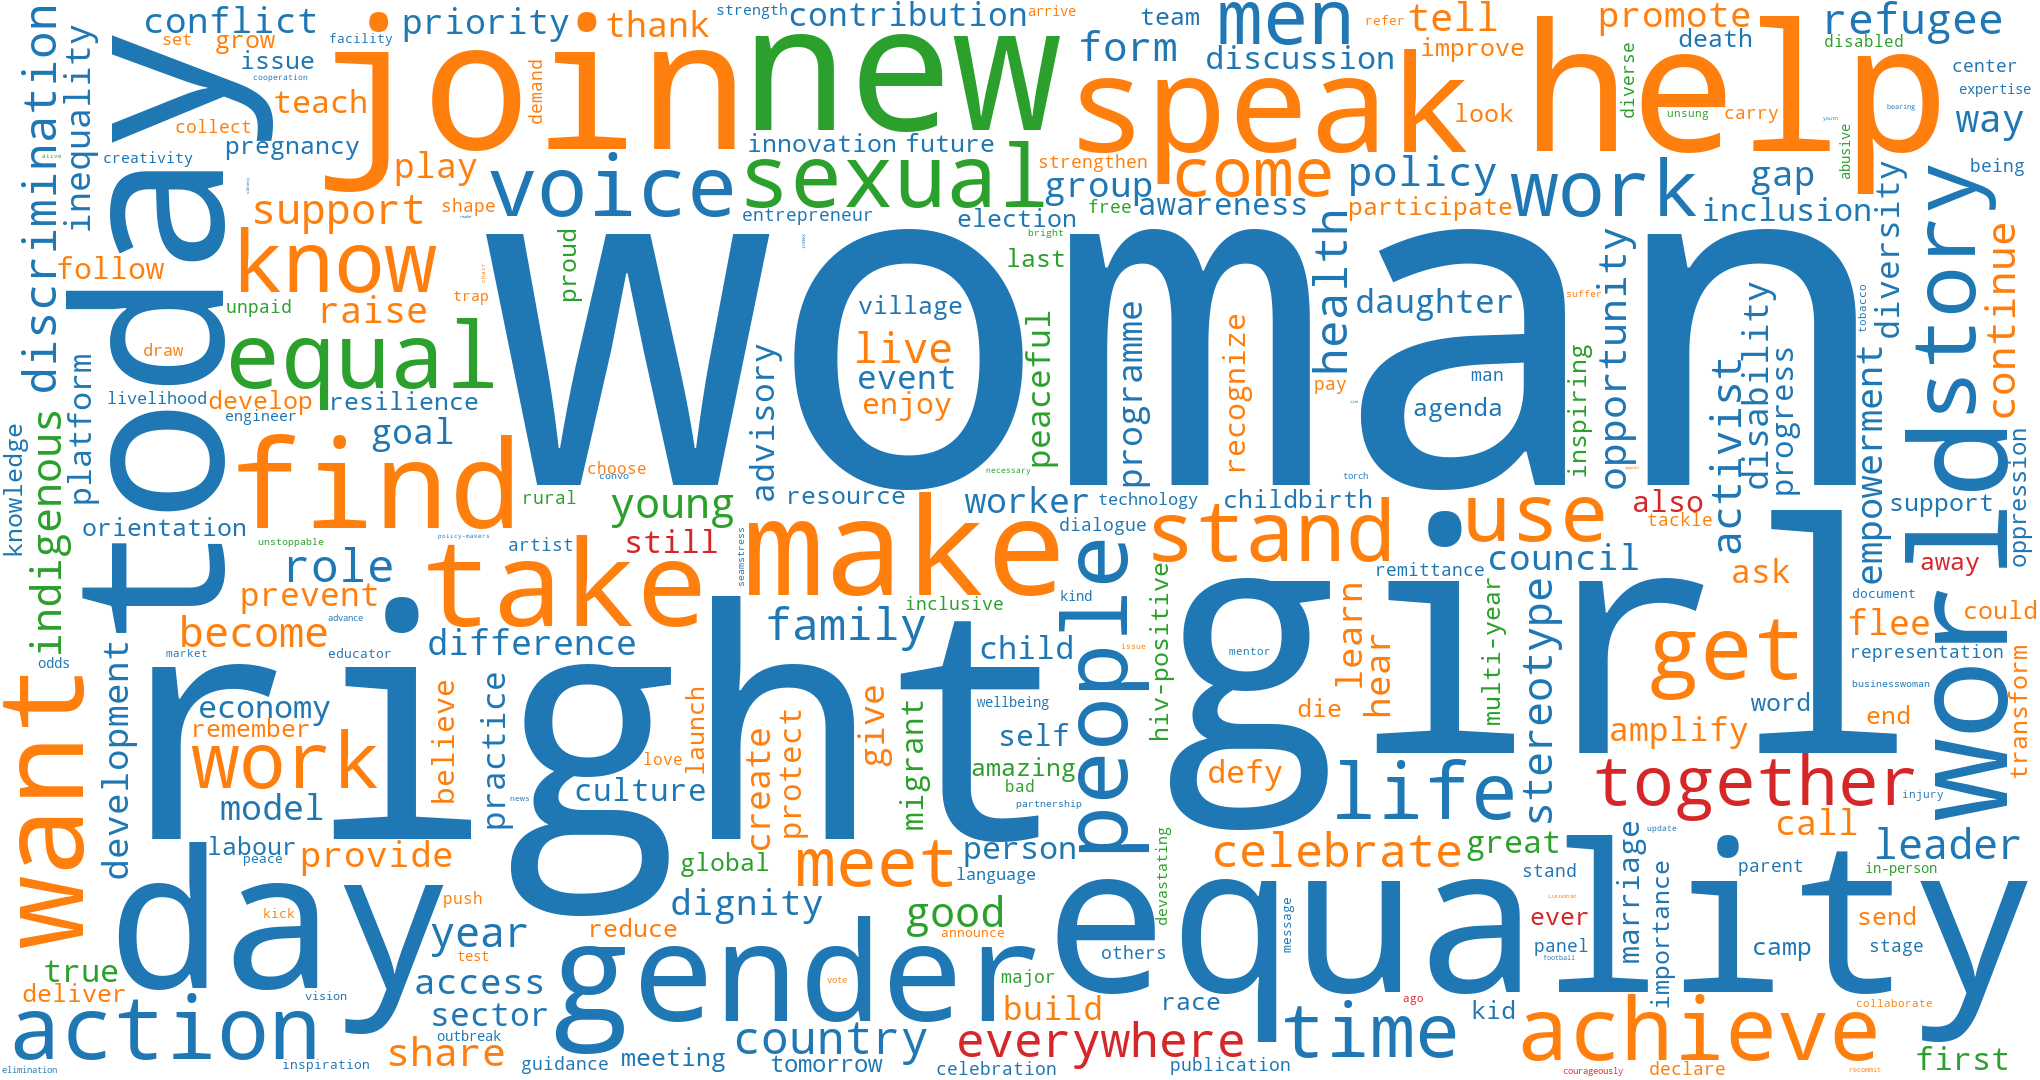 woman
girl
right
equality
today
day
gender
help
join
new
speak
worldstory
people
want
find
take
make
stand
get
use
work
work
together
achieve
action
time
life
everywhere
celebrate
meet
country
sexual
voice
come
know
equal
men
conflict
priority
thank
contribution
strength
arrive
team
form
discussion
refer
tell
improve
promote
death
refugee
disabled
center
expertise
way
being
set
grow
facility
issue
cooperation
teach
collect
creativity
pregnancy
inequality
discrimination
demand
play
support
shape
innovation
future
strengthen
group
awareness
free
election
entrepreneur
look
policy
participate
gap
inclusion
diverse
unsung
carry
abusive
bearing
youth
alive
follow
unpaid
raise
trap
proud
last
bright
village
live
event
enjoy
peaceful
programme
recognize
health
daughter
pay
man
agenda
suffer
inspiring
opportunity
diversity
tobacco
continue
activist
disability
progress
empowerment
support
oppression
draw
livelihood
develop
resilience
engineer
goal
platform
knowledge
indigenous
orientation
unstoppable
advisory
choose
convo
rural
young
resource
necessary
worker
technology
childbirth
torch
dialogue
remittance
council
also
tackle
away
ask
still
artist
policy-makers
seamstress
role
prevent
become
advance
difference
family
inclusive
child
kind
hiv-positive
issue
mentor
learn
hear
multi-year
stereotype
flee
could
document
representation
businesswoman
amplify
word
end
transform
injury
odds
market
educator
development
economy
remember
believe
practice
news
model
love
launch
culture
create
protect
give
migrant
wellbeing
self
amazing
bad
partnership
die
defy
update
call
leader
labour
peace
provide
global
person
language
devastating
great
stand
marriage
parent
in-person
importance
kick
push
dignity
good
announce
reduce
year
test
access
true
deliver
vision
sector
outbreak
inspiration
elimination
share
guidance
meeting
vote
major
build
tomorrow
celebration
others
race
message
publication
ever
panel
football
ago
kid
camp
send
stage
collaborate
courageously
declare
recommit
first